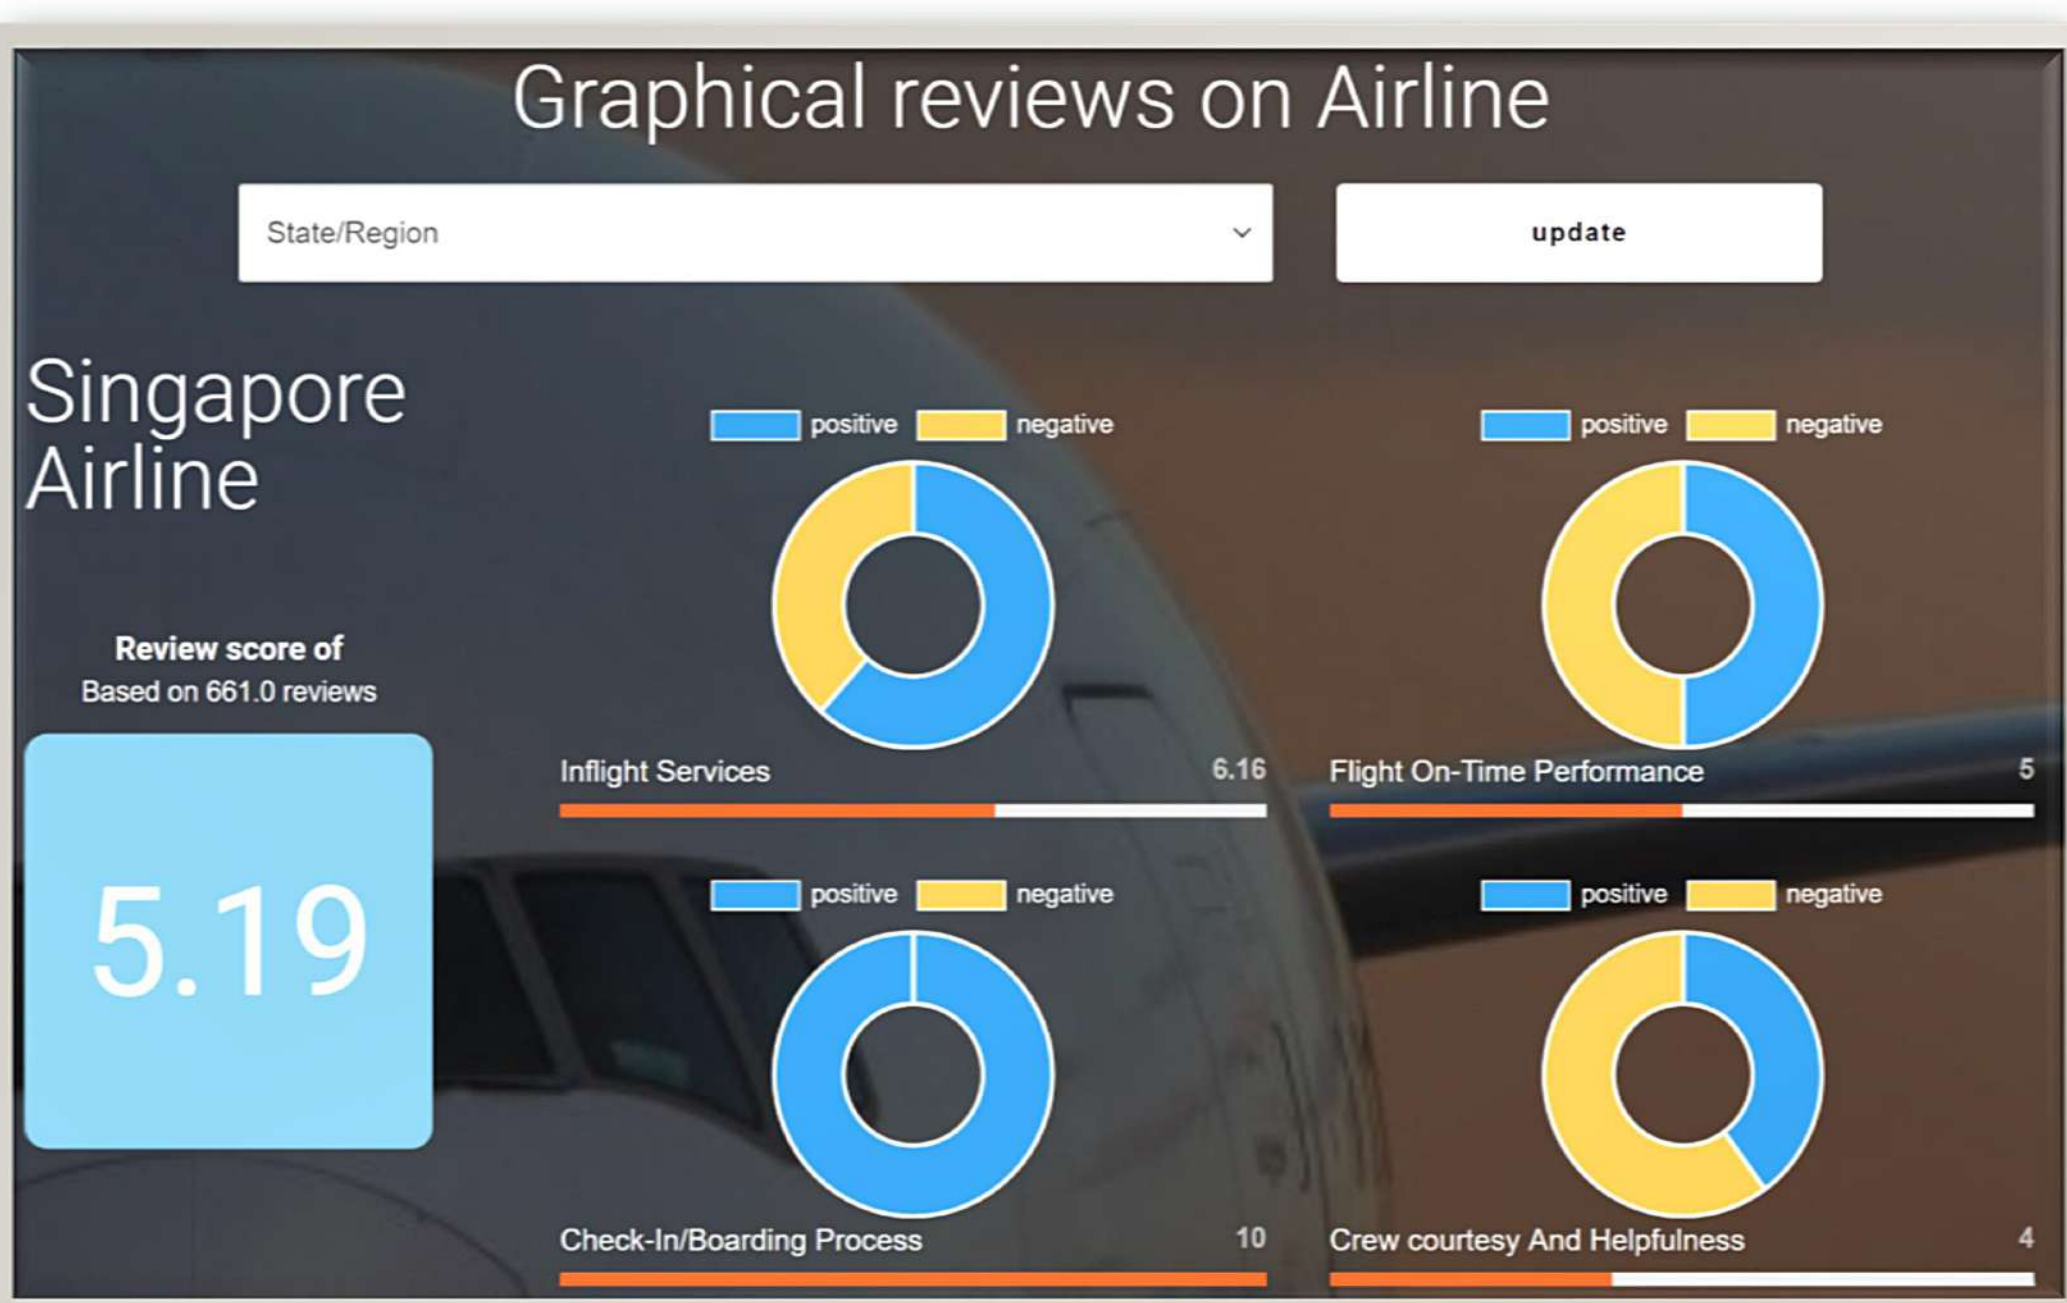 Graphical reviews on Airline
State/Region
update
Singapore
Airline
Review score of
Based on 661.0 reviews
5.19
positive negative
Inflight Services 6.16
positive negative
Flight On-Time Performance 5
positive negative
Check-In/Boarding Process 10
positive negative
Crew courtesy And Helpfulness 4